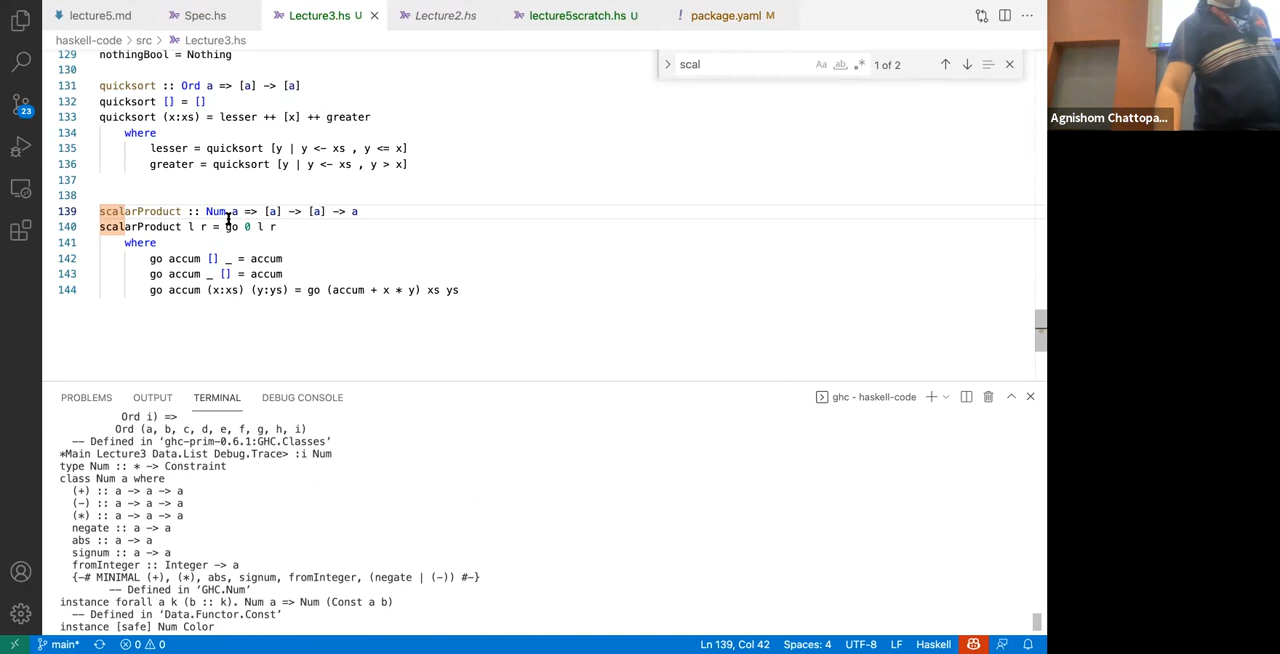 lecture5.md Spec.hs Lecture3.hs U Lecture2.hs lecture5scratch.hs U ! package.yaml M
haskell-code > src > Lecture3.hs
scal Aa ab .* 1 of 2
129 nothingBool = Nothing
130
131 quicksort :: Ord a => [a] -> [a]
132 quicksort [] = []
133 quicksort (x:xs) = lesser ++ [x] ++ greater
134 where
135 lesser = quicksort [y | y <- xs , y <= x]
136 greater = quicksort [y | y <- xs , y > x]
137
138
139 scalarProduct :: Num a => [a] -> [a] -> a
140 scalarProduct l r = go 0 l r
141 where
142 go accum [] _ = accum
143 go accum _ [] = accum
144 go accum (x:xs) (y:ys) = go (accum + x * y) xs ys
23
Agnishom Chattopa...
PROBLEMS OUTPUT TERMINAL DEBUG CONSOLE ghc - haskell-code
Ord i) =>
Ord (a, b, c, d, e, f, g, h, i)
-- Defined in ‘ghc-prim-0.6.1:GHC.Classes’
*Main Lecture3 Data.List Debug.Trace> :i Num
type Num :: * -> Constraint
class Num a where
(+) :: a -> a -> a
(-) :: a -> a -> a
(*) :: a -> a -> a
negate :: a -> a
abs :: a -> a
signum :: a -> a
fromInteger :: Integer -> a
{-# MINIMAL (+), (*), abs, signum, fromInteger, (negate | (-)) #-}
-- Defined in ‘GHC.Num’
instance forall a k (b :: k). Num a => Num (Const a b)
-- Defined in ‘Data.Functor.Const’
instance [safe] Num Color
main* 0 0 Ln 139, Col 42 Spaces: 4 UTF-8 LF Haskell